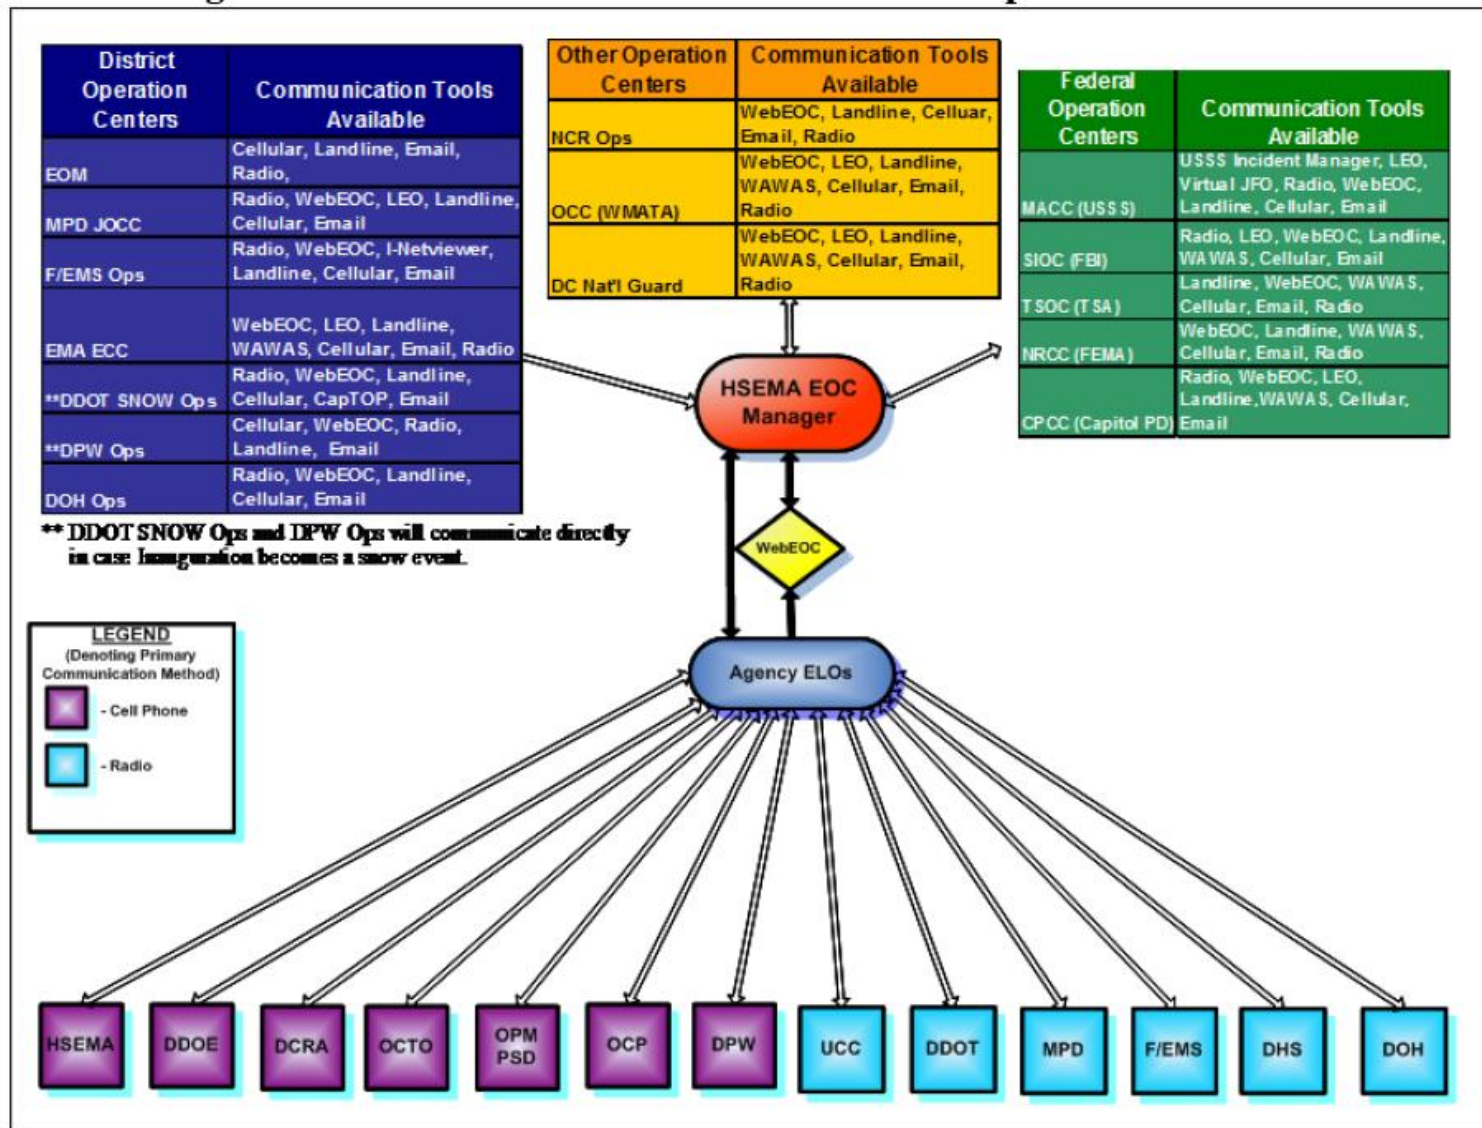 District
Operation
Centers
Communication Tools
Available
EOM
Cellular, Landline, Email,
Radio,
MPD JOCC
Radio, WebEOC, LEO, Landline,
Cellular, Email
F/EMS Ops
Radio, WebEOC, I-Netviewer,
Landline, Cellular, Email
EMA ECC
WebEOC, LEO, Landline,
WAWAS, Cellular, Email, Radio
**DDOT SNOW Ops
Radio, WebEOC, Landline,
Cellular, CapTOP, Email
**DPW Ops
Cellular, WebEOC, Radio,
Landline, Email
DOH Ops
Radio, WebEOC, Landline,
Cellular, Email
** DDOT SNOW Ops and DPW Ops will communicate directly
in case Inauguration becomes a snow event.
Other Operation
Centers
Communication Tools
Available
NCR Ops
WebEOC, Landline, Celluar,
Email, Radio
OCC (WMATA)
WebEOC, LEO, Landline,
WAWAS, Cellular, Email,
Radio
DC Nat'l Guard
WebEOC, LEO, Landline,
WAWAS, Cellular, Email,
Radio
Federal
Operation
Centers
Communication Tools
Available
MACC (USSS)
USSS Incident Manager, LEO,
Virtual JFO, Radio, WebEOC,
Landline, Cellular, Email
SIOC (FBI)
Radio, LEO, WebEOC, Landline,
WAWAS, Cellular, Email
TSOC (TSA)
Landline, WebEOC, WAWAS,
Cellular, Email, Radio
NRCC (FEMA)
WebEOC, Landline, WAWAS,
Cellular, Email, Radio
CPCC (Capitol PD)
Radio, WebEOC, LEO,
Landline,WAWAS, Cellular,
Email
HSEMA EOC
Manager
WebEOC
Agency ELOs
LEGEND
(Denoting Primary
Communication Method)
- Cell Phone
- Radio
HSEMA
DDOE
DCRA
OCTO
OPM
PSD
OCP
DPW
UCC
DDOT
MPD
F/EMS
DHS
DOH